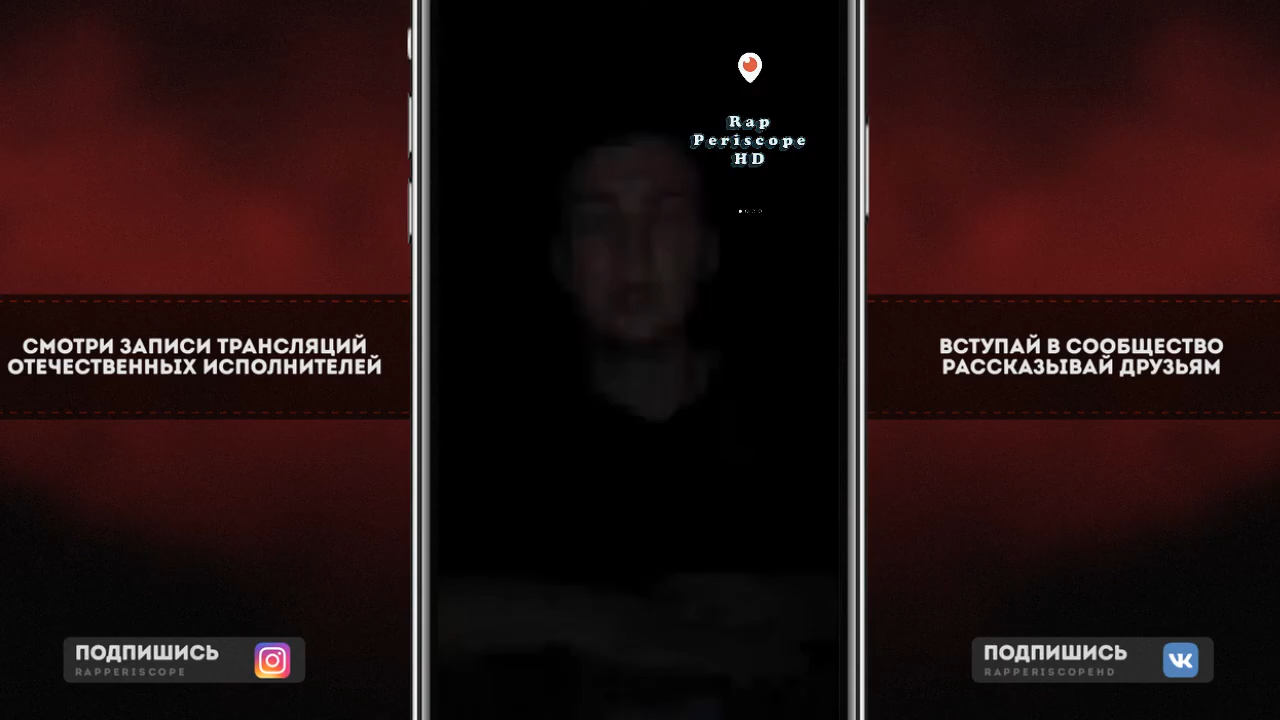 Rap
Periscope
HD
СМОТРИ ЗАПИСИ ТРАНСЛЯЦИЙ
ОТЕЧЕСТВЕННЫХ ИСПОЛНИТЕЛЕЙ
ВСТУПАЙ В СООБЩЕСТВО
РАССКАЗЫВАЙ ДРУЗЬЯМ
ПОДПИШИСЬ
RAPPERISCOPE
ПОДПИШИСЬ
RAPPERISCOPEHD